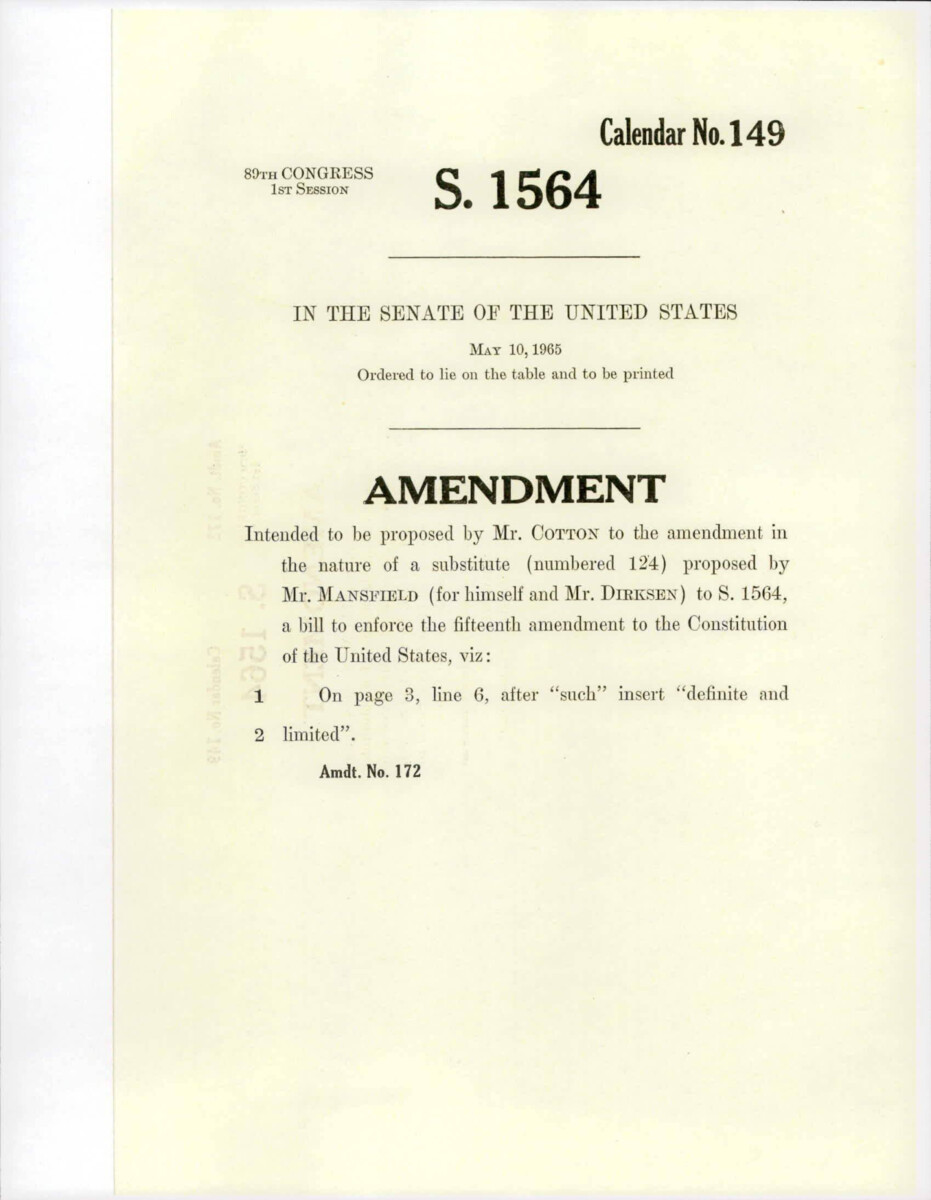 Calendar No. 149
89TH CONGRESS
1ST SESSION
S. 1564
IN THE SENATE OF THE UNITED STATES
MAY 10, 1965
Ordered to lie on the table and to be printed
AMENDMENT
Intended to be proposed by Mr. COTTON to the amendment in
the nature of a substitute (numbered 124) proposed by
Mr. MANSFIELD (for himself and Mr. DIRKSEN) to S. 1564,
a bill to enforce the fifteenth amendment to the Constitution
of the United States, viz:
1 On page 3, line 6, after “such” insert “definite and
2 limited”.
Amdt. No. 172